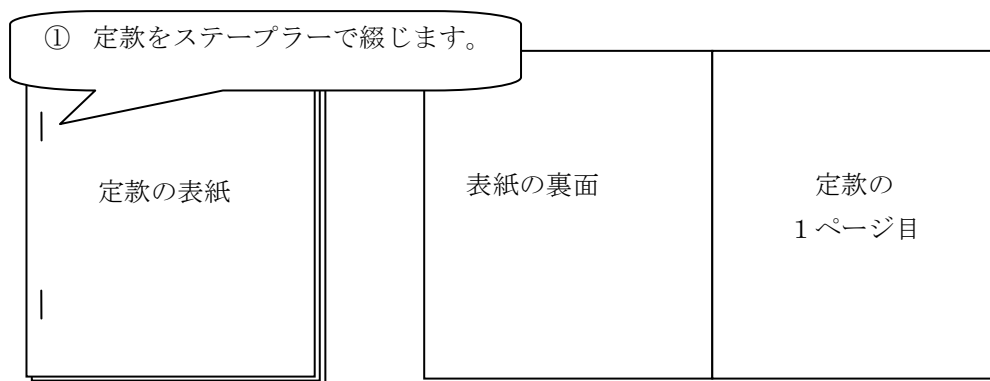 ① 定款をステープラーで綴じます。
定款の表紙
表紙の裏面
定款の
１ページ目